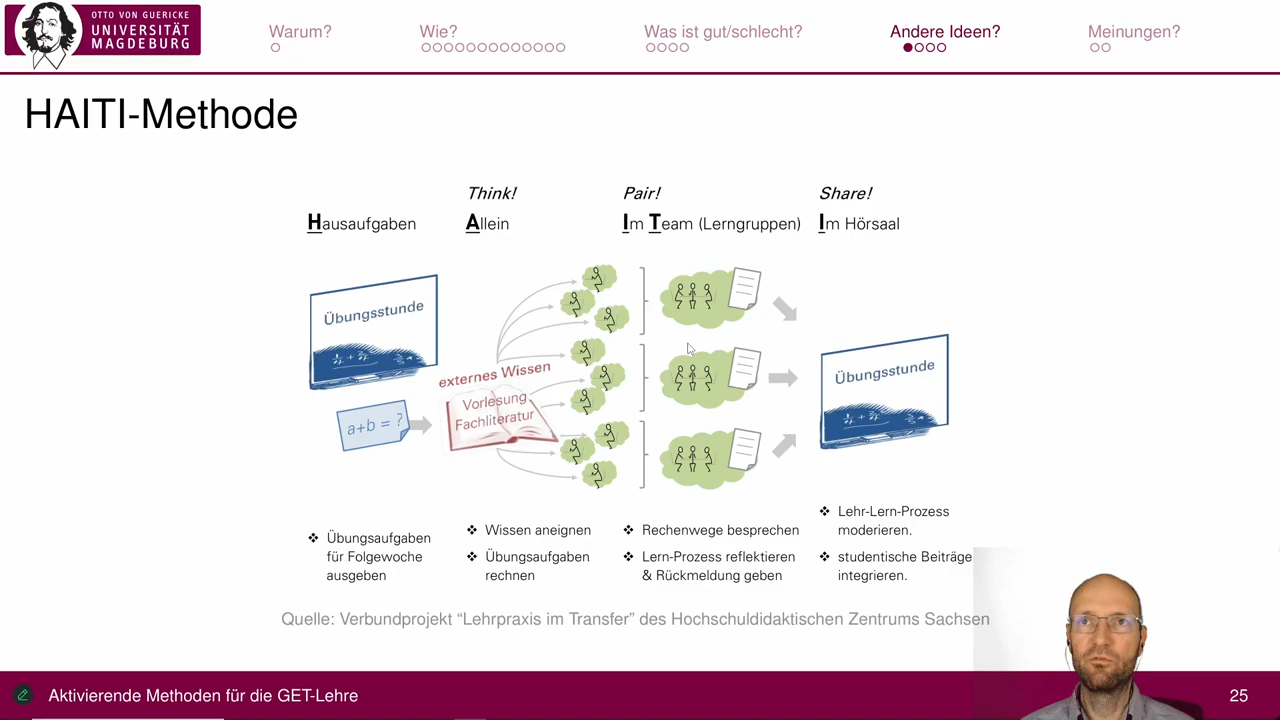 OTTO VON GUERICKE
UNIVERSITÄT
MAGDEBURG
Warum?
Wie?
Was ist gut/schlecht?
Andere Ideen?
Meinungen?
HAITI-Methode
Think!
Pair!
Share!
Hausaufgaben
Allein
Im Team (Lerngruppen)
Im Hörsaal
Übungsstunde
a+b = ?
externes Wissen
Vorlesung
Fachliteratur
Übungsstunde
❖ Übungsaufgaben
für Folgewoche
ausgeben
❖ Wissen aneignen
❖ Übungsaufgaben
rechnen
❖ Rechenwege besprechen
❖ Lern-Prozess reflektieren
& Rückmeldung geben
❖ Lehr-Lern-Prozess
moderieren.
❖ studentische Beiträge
integrieren.
Quelle: Verbundprojekt “Lehrpraxis im Transfer” des Hochschuldidaktischen Zentrums Sachsen
Aktivierende Methoden für die GET-Lehre
25